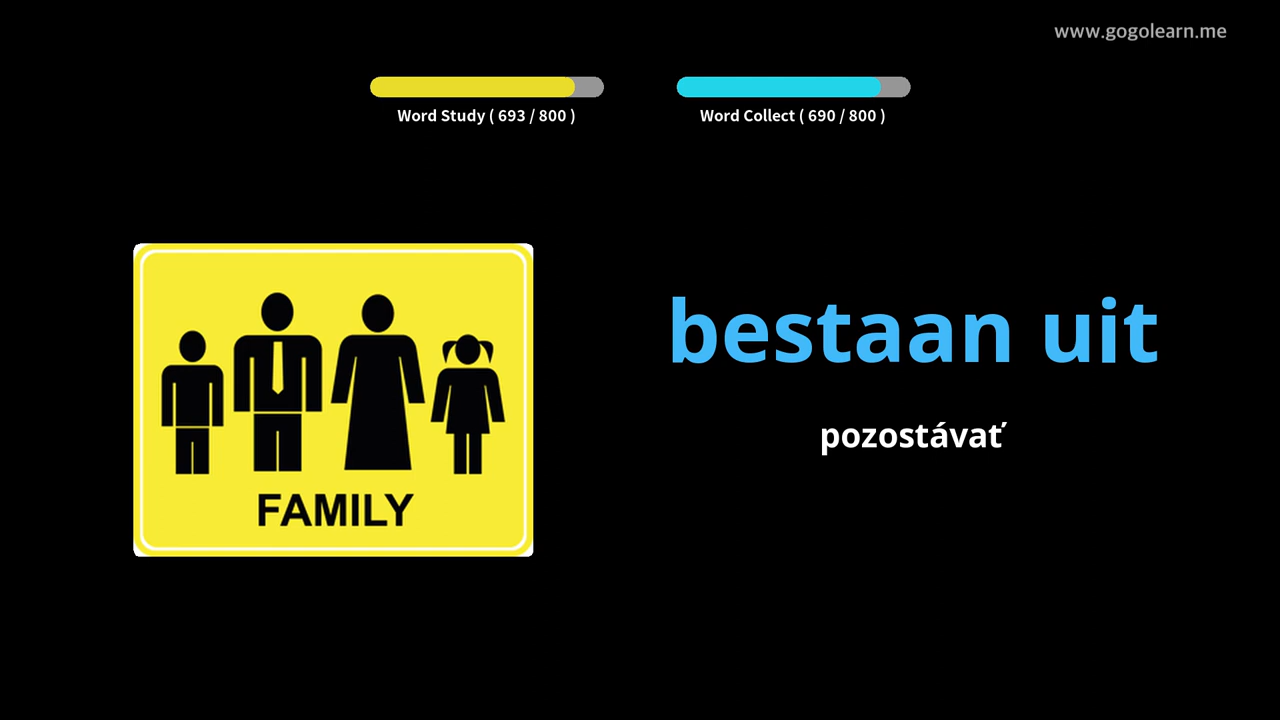 www.gogolearn.me
Word Study ( 693 / 800 )
Word Collect ( 690 / 800 )
bestaan uit
pozostávať
FAMILY